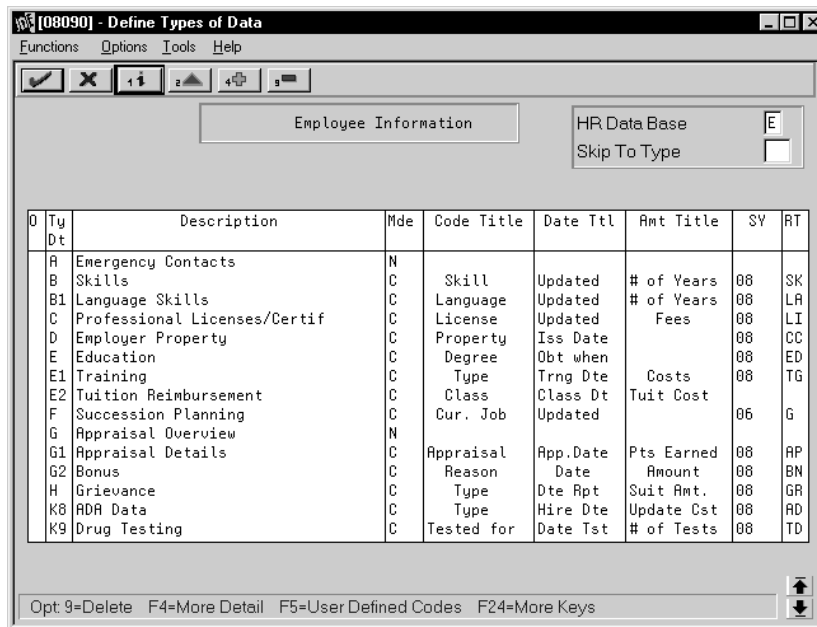 [08090] - Define Types of Data
Functions Options Tools Help
1 i 2 4 9
Employee Information
HR Data Base E
Skip To Type
O Ty Dt Description Mde Code Title Date Ttl Amt Title SY RT
A Emergency Contacts N
B Skills C Skill Updated # of Years 08 SK
B1 Language Skills C Language Updated # of Years 08 LA
C Professional Licenses/Certif C License Updated Fees 08 LI
D Employer Property C Property Iss Date 08 CC
E Education C Degree Obt when 08 ED
E1 Training C Type Trng Dte Costs 08 TG
E2 Tuition Reimbursement C Class Class Dt Tuit Cost
F Succession Planning C Cur. Job Updated 06 G
G Appraisal Overview N
G1 Appraisal Details C Appraisal App.Date Pts Earned 08 AP
G2 Bonus C Reason Date Amount 08 BN
H Grievance C Type Dte Rpt Suit Amt. 08 GR
K8 ADA Data C Type Hire Dte Update Cst 08 AD
K9 Drug Testing C Tested for Date Tst # of Tests 08 TD
Opt: 9=Delete F4=More Detail F5=User Defined Codes F24=More Keys